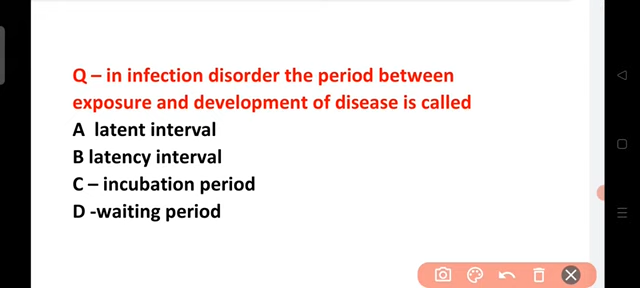 Q – in infection disorder the period between
exposure and development of disease is called
A  latent interval
B latency interval
C – incubation period
D -waiting period